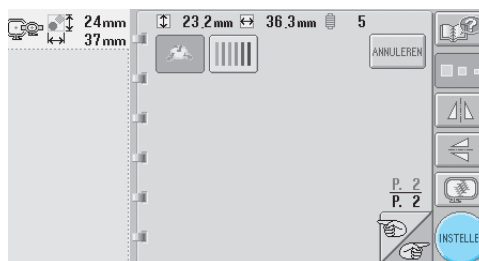 24mm
37mm
23,2mm 36,3mm 5
ANNULEREN
P. 2
P. 2
INSTELLE